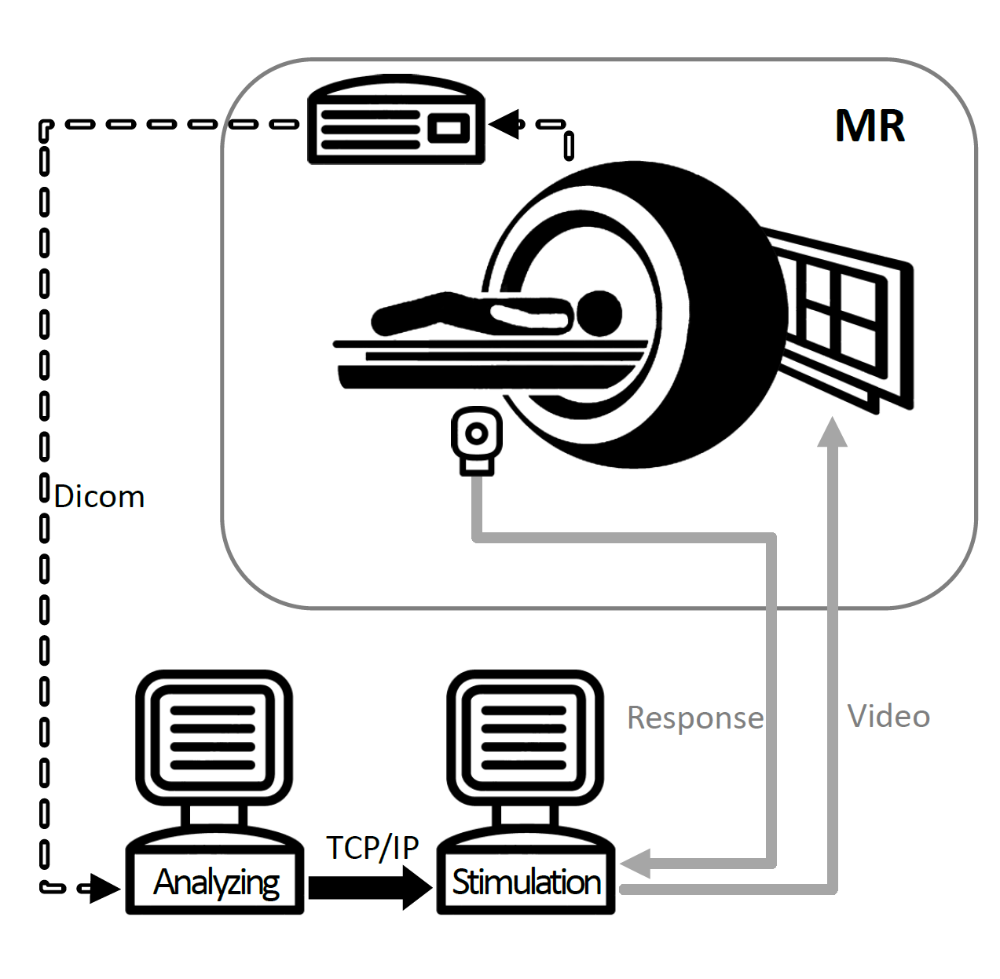 MR
Dicom
Response
Video
TCP/IP
Analyzing
Stimulation